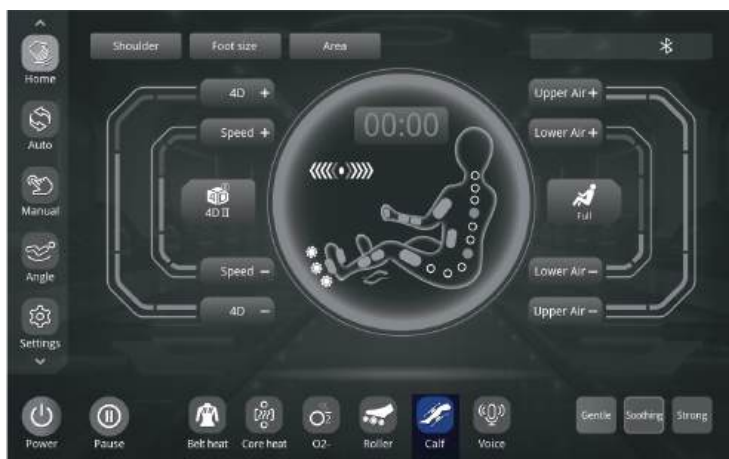 Shoulder
Foot size
Area
Home
Auto
Manual
Angle
Settings
4D +
Speed +
4D II
Speed −
4D −
00:00
Upper Air +
Lower Air +
Full
Lower Air −
Upper Air −
Power
Pause
Belt heat
Core heat
O2-
Roller
Calf
Voice
Gentle
Soothing
Strong